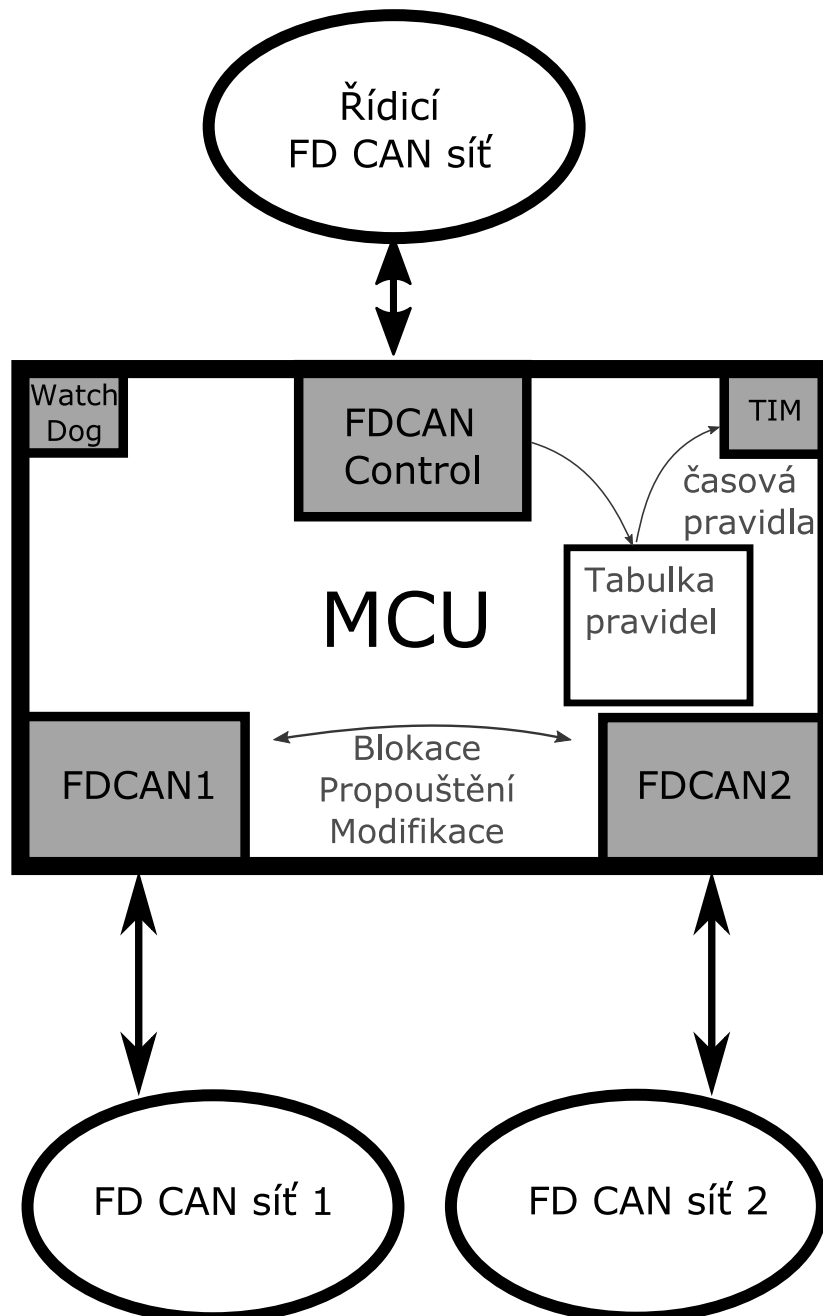 Řídicí
FD CAN síť
Watch
Dog
FDCAN
Control
TIM
časová
pravidla
Tabulka
pravidel
MCU
FDCAN1
Blokace
Propouštění
Modifikace
FDCAN2
FD CAN síť 1
FD CAN síť 2